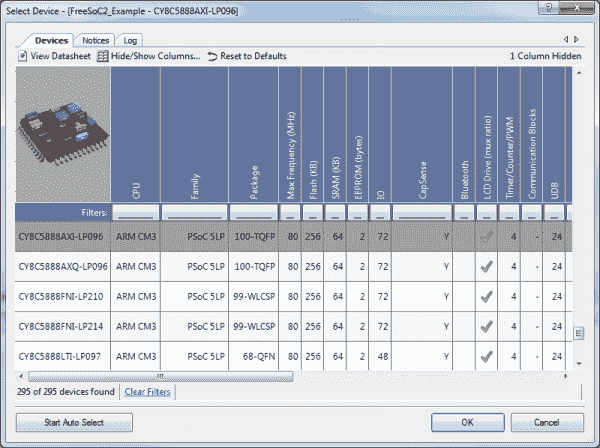 Select Device - [FreeSoC2_Example - CY8C5888AXI-LP096]
Devices Notices Log
View Datasheet Hide/Show Columns... Reset to Defaults 1 Column Hidden
CPU Family Package Max Frequency (MHz) Flash (KB) SRAM (KB) EEPROM (bytes) IO CapSense Bluetooth LCD Drive (mux ratio) Timer/Counter/PWM Communication Blocks UDB
Filters:
CY8C5888AXI-LP096 ARM CM3 PSoC 5LP 100-TQFP 80 256 64 2 72 Y 4 - 24
CY8C5888AXQ-LP096 ARM CM3 PSoC 5LP 100-TQFP 80 256 64 2 72 Y 4 - 24
CY8C5888FNI-LP210 ARM CM3 PSoC 5LP 99-WLCSP 80 256 64 2 72 Y 4 - 24
CY8C5888FNI-LP214 ARM CM3 PSoC 5LP 99-WLCSP 80 256 64 2 72 Y 4 - 24
CY8C5888LTI-LP097 ARM CM3 PSoC 5LP 68-QFN 80 256 64 2 48 Y 4 - 24
295 of 295 devices found Clear Filters
Start Auto Select OK Cancel